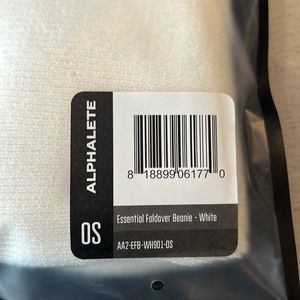 ALPHALETE
OS
8 18899 06177 0
Essential Foldover Beanie - White
AA2-EFB-WH901-OS